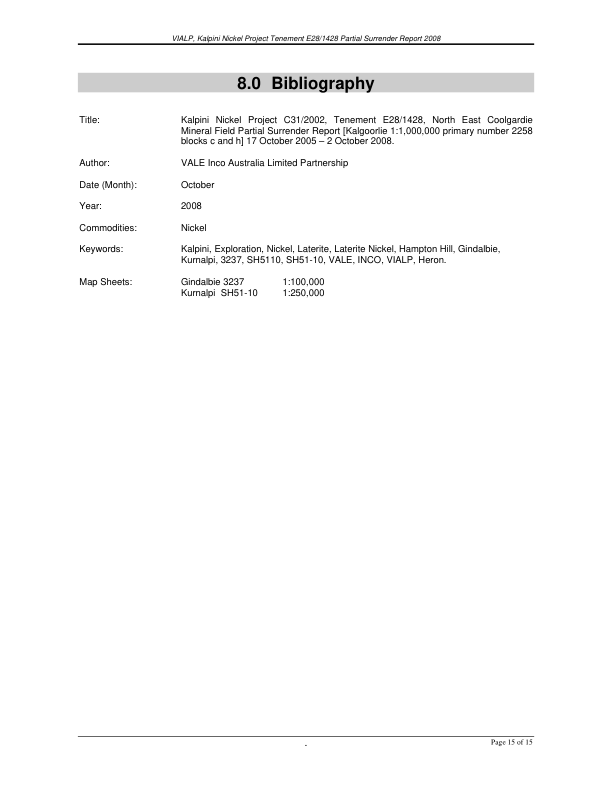 VIALP, Kalpini Nickel Project Tenement E28/1428 Partial Surrender Report 2008
8.0 Bibliography
Title: Kalpini Nickel Project C31/2002, Tenement E28/1428, North East Coolgardie
Mineral Field Partial Surrender Report [Kalgoorlie 1:1,000,000 primary number 2258
blocks c and h] 17 October 2005 – 2 October 2008.
Author: VALE Inco Australia Limited Partnership
Date (Month): October
Year: 2008
Commodities: Nickel
Keywords: Kalpini, Exploration, Nickel, Laterite, Laterite Nickel, Hampton Hill, Gindalbie,
Kurnalpi, 3237, SH5110, SH51-10, VALE, INCO, VIALP, Heron.
Map Sheets: Gindalbie 3237 1:100,000
Kurnalpi SH51-10 1:250,000
- Page 15 of 15